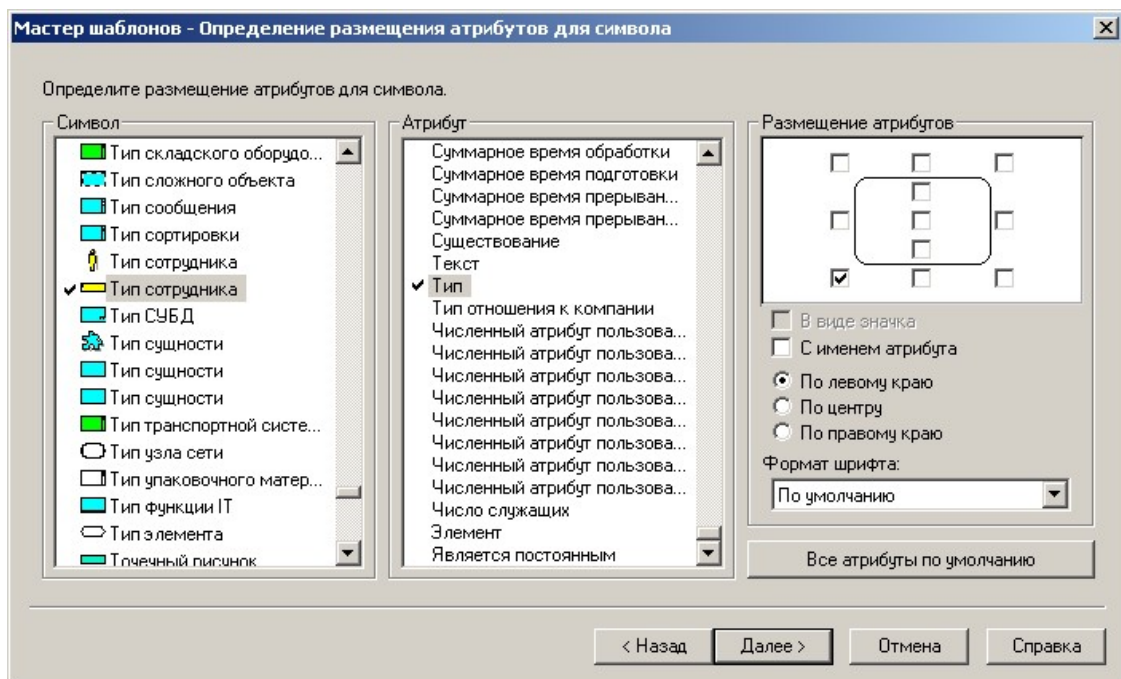 Мастер шаблонов - Определение размещения атрибутов для символа
Определите размещение атрибутов для символа.
Символ
Тип складского оборудо...
Тип сложного объекта
Тип сообщения
Тип сортировки
Тип сотрудника
Тип сотрудника
Тип СУБД
Тип сущности
Тип сущности
Тип сущности
Тип транспортной систе...
Тип узла сети
Тип упаковочного матер...
Тип функции IT
Тип элемента
Точечный рисунок
Атрибут
Суммарное время обработки
Суммарное время подготовки
Суммарное время прерыван...
Суммарное время прерыван...
Существование
Текст
Тип
Тип отношения к компании
Численный атрибут пользова...
Численный атрибут пользова...
Численный атрибут пользова...
Численный атрибут пользова...
Численный атрибут пользова...
Численный атрибут пользова...
Численный атрибут пользова...
Численный атрибут пользова...
Число служащих
Элемент
Является постоянным
Размещение атрибутов
В виде значка
С именем атрибута
По левому краю
По центру
По правому краю
Формат шрифта:
По умолчанию
Все атрибуты по умолчанию
< Назад
Далее >
Отмена
Справка